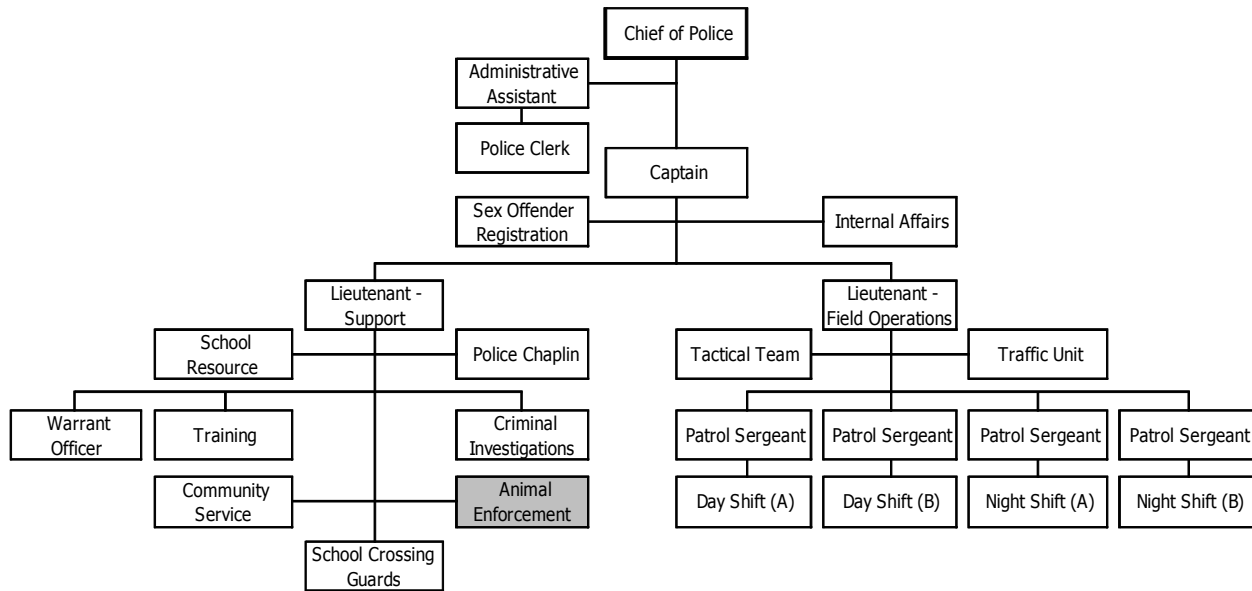 Chief of Police
Administrative
Assistant
Police Clerk
Captain
Sex Offender
Registration
Internal Affairs
Lieutenant -
Support
Lieutenant -
Field Operations
School
Resource
Police Chaplin
Tactical Team
Traffic Unit
Warrant
Officer
Training
Criminal
Investigations
Patrol Sergeant
Patrol Sergeant
Patrol Sergeant
Patrol Sergeant
Community
Service
Animal
Enforcement
Day Shift (A)
Day Shift (B)
Night Shift (A)
Night Shift (B)
School Crossing
Guards